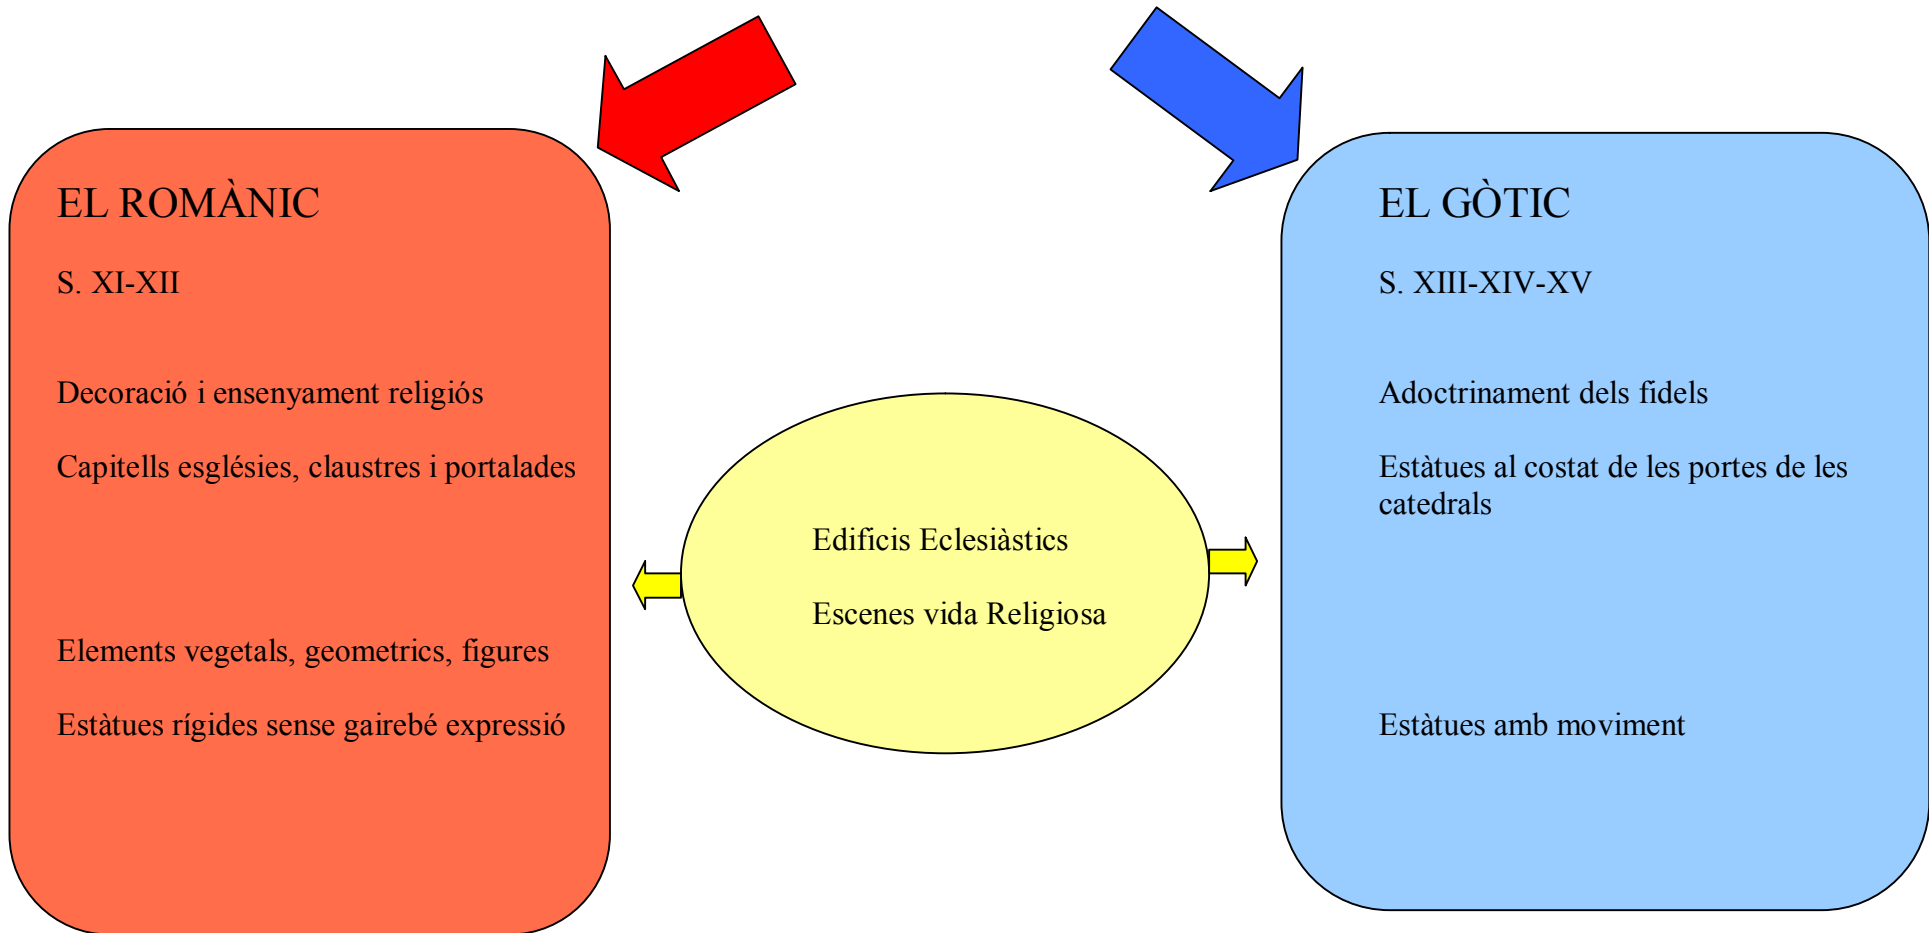 EL ROMÀNIC
S. XI-XII
Decoració i ensenyament religiós
Capitells esglésies, claustres i portalades
Elements vegetals, geometrics, figures
Estàtues rígides sense gairebé expressió
Edificis Eclesiàstics
Escenes vida Religiosa
EL GÒTIC
S. XIII-XIV-XV
Adoctrinament dels fidels
Estàtues al costat de les portes de les
catedrals
Estàtues amb moviment